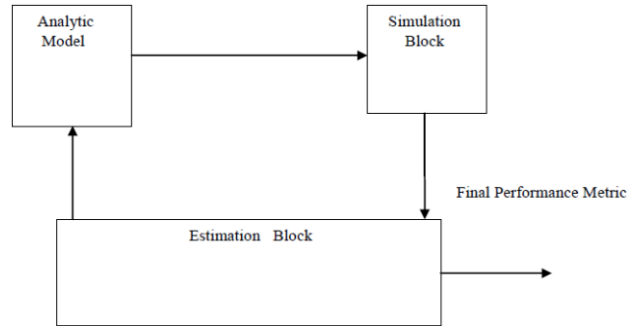 Analytic
Model
Simulation
Block
Final Performance Metric
Estimation Block